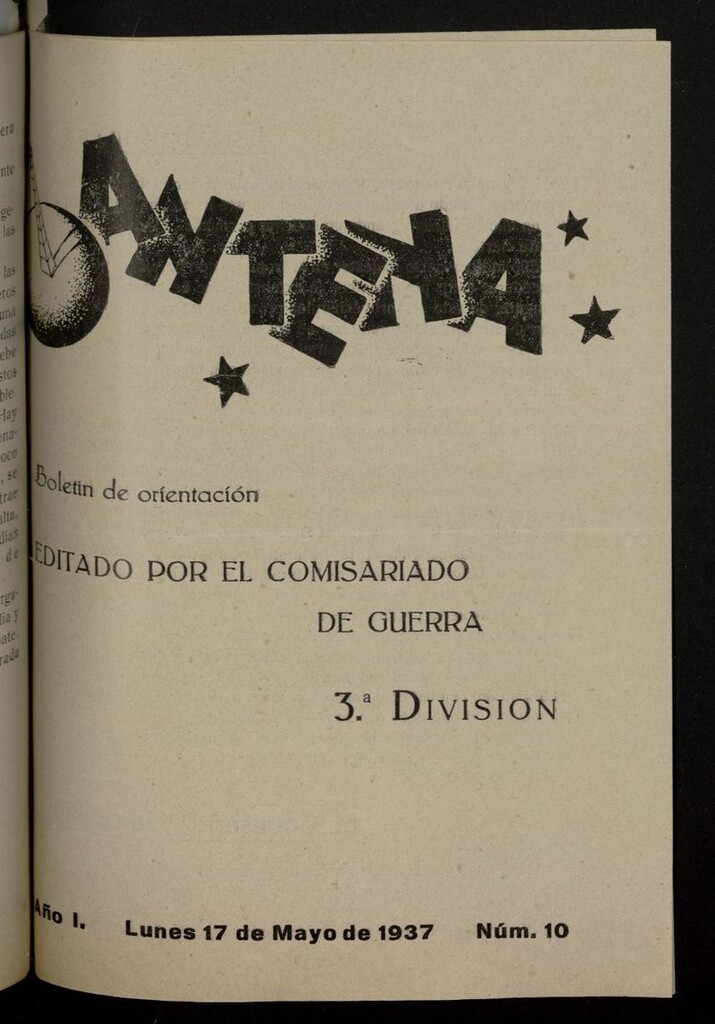 ANTENA
Boletin de orientación
EDITADO POR EL COMISARIADO
DE GUERRA
3.ª DIVISION
Año I. Lunes 17 de Mayo de 1937 Núm. 10